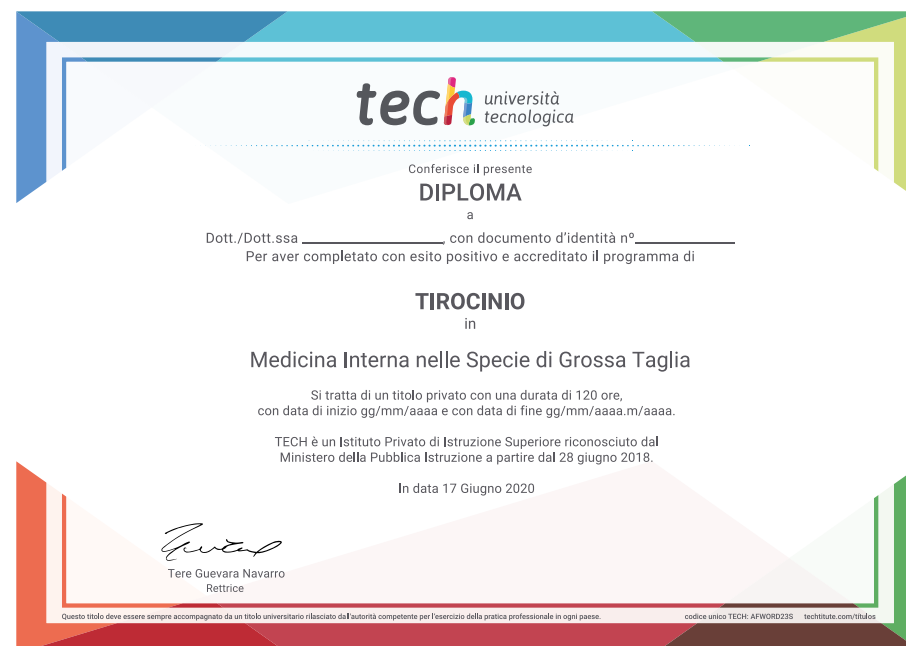 tech università
tecnologica
Conferisce il presente
DIPLOMA
a
Dott./Dott.ssa ________________, con documento d'identità nº____________
Per aver completato con esito positivo e accreditato il programma di
TIROCINIO
in
Medicina Interna nelle Specie di Grossa Taglia
Si tratta di un titolo privato con una durata di 120 ore,
con data di inizio gg/mm/aaaa e con data di fine gg/mm/aaaa.m/aaaa.
TECH è un Istituto Privato di Istruzione Superiore riconosciuto dal
Ministero della Pubblica Istruzione a partire dal 28 giugno 2018.
In data 17 Giugno 2020
Tere Guevara Navarro
Rettrice
Questo titolo deve essere sempre accompagnato da un titolo universitario rilasciato dall'autorità competente per l'esercizio della pratica professionale in ogni paese.
codice unico TECH: AFWORD23S techtitute.com/titulos